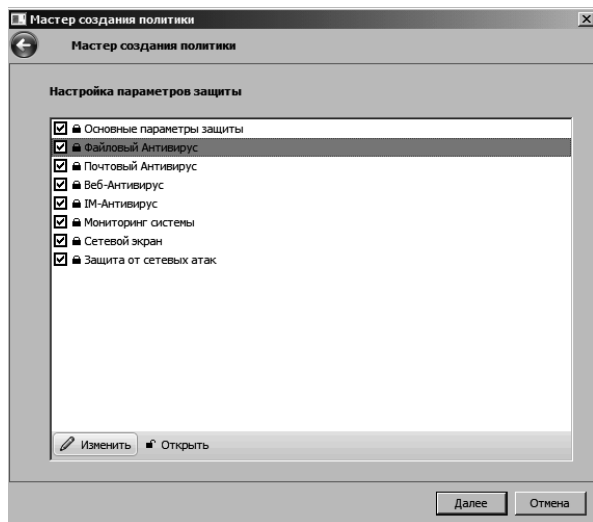 Мастер создания политики
Мастер создания политики
Настройка параметров защиты
Основные параметры защиты
Файловый Антивирус
Почтовый Антивирус
Веб-Антивирус
IM-Антивирус
Мониторинг системы
Сетевой экран
Защита от сетевых атак
Изменить Открыть
Далее Отмена